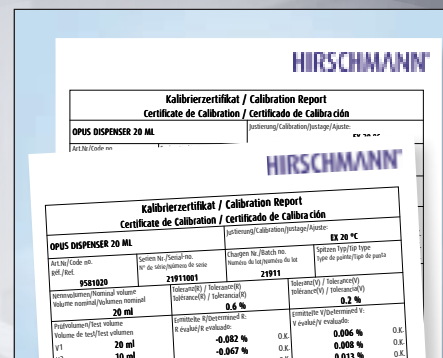 HIRSCHMANN®
Kalibrierzertifikat / Calibration Report
Certificate de Calibration / Certificado de Calibración
OPUS DISPENSER 20 ML
Justierung/Calibration/Justage/Ajuste:
EX 20 °C
Art.Nr/Code no.
HIRSCHMANN®
Kalibrierzertifikat / Calibration Report
Certificate de Calibration / Certificado de Calibración
OPUS DISPENSER 20 ML
Justierung/Calibration/Justage/Ajuste:
EX 20 °C
Art.Nr/Code no. Serien Nr./Serial-no. Chargen Nr./Batch no. Spitzen Typ/Tip type
Réf./Ref. N° de série/número de serie Numéro du lot/numéro du lot Type de pointe/Tipo de punta
9581020 21911001 21911
Nennvolumen/Nominal volume Toleranz(R) / Tolerance(R) Toleranz(V) / Tolerance(V)
Volume nominal/Volumen nominal Tolérance(R) / Tolerancia(R) Tolérance(V) / Tolerancia(V)
20 ml 0.6 % 0.2 %
Prüfvolumen/Test volume Ermittelte R/Determined R: Ermittelte V/Determined V:
Volume de test/Test volumen R évalué/R evaluado: V évalué/V evaluado:
V1 20 ml -0.082 % O.K. 0.006 % O.K.
10 ml -0.067 % O.K. 0.008 % O.K.
O.K. 0.013 % O.K.